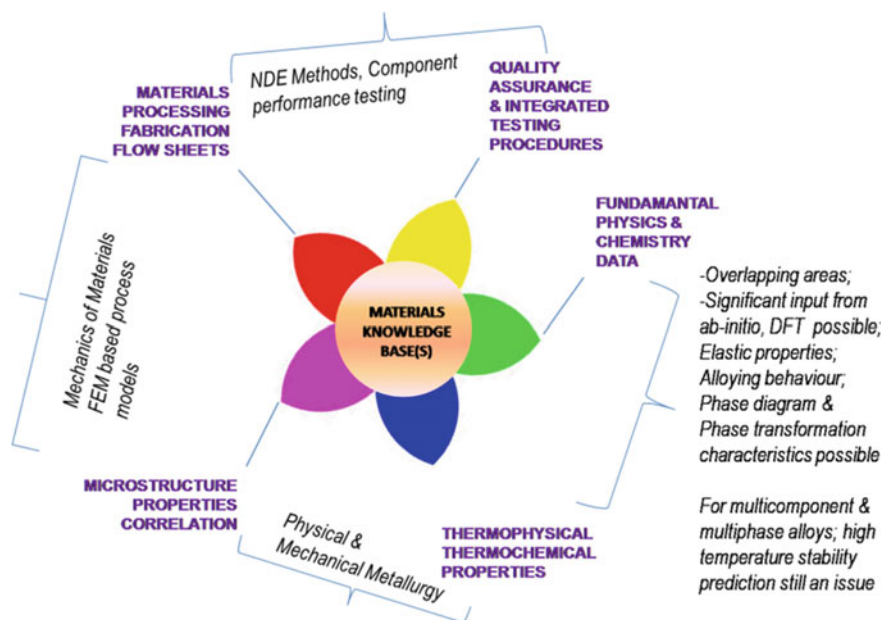 NDE Methods, Component
performance testing
MATERIALS
PROCESSING
FABRICATION
FLOW SHEETS
QUALITY
ASSURANCE
& INTEGRATED
TESTING
PROCEDURES
FUNDAMANTAL
PHYSICS &
CHEMISTRY
DATA
-Overlapping areas;
-Significant input from
ab-initio, DFT possible;
Elastic properties;
Alloying behaviour;
Phase diagram &
Phase transformation
characteristics possible
For multicomponent &
multiphase alloys; high
temperature stability
prediction still an issue
MATERIALS
KNOWLEDGE
BASE(S)
Mechanics of Materials
FEM based process
models
MICROSTRUCTURE
PROPERTIES
CORRELATION
Physical &
Mechanical Metallurgy
THERMOPHYSICAL
THERMOCHEMICAL
PROPERTIES